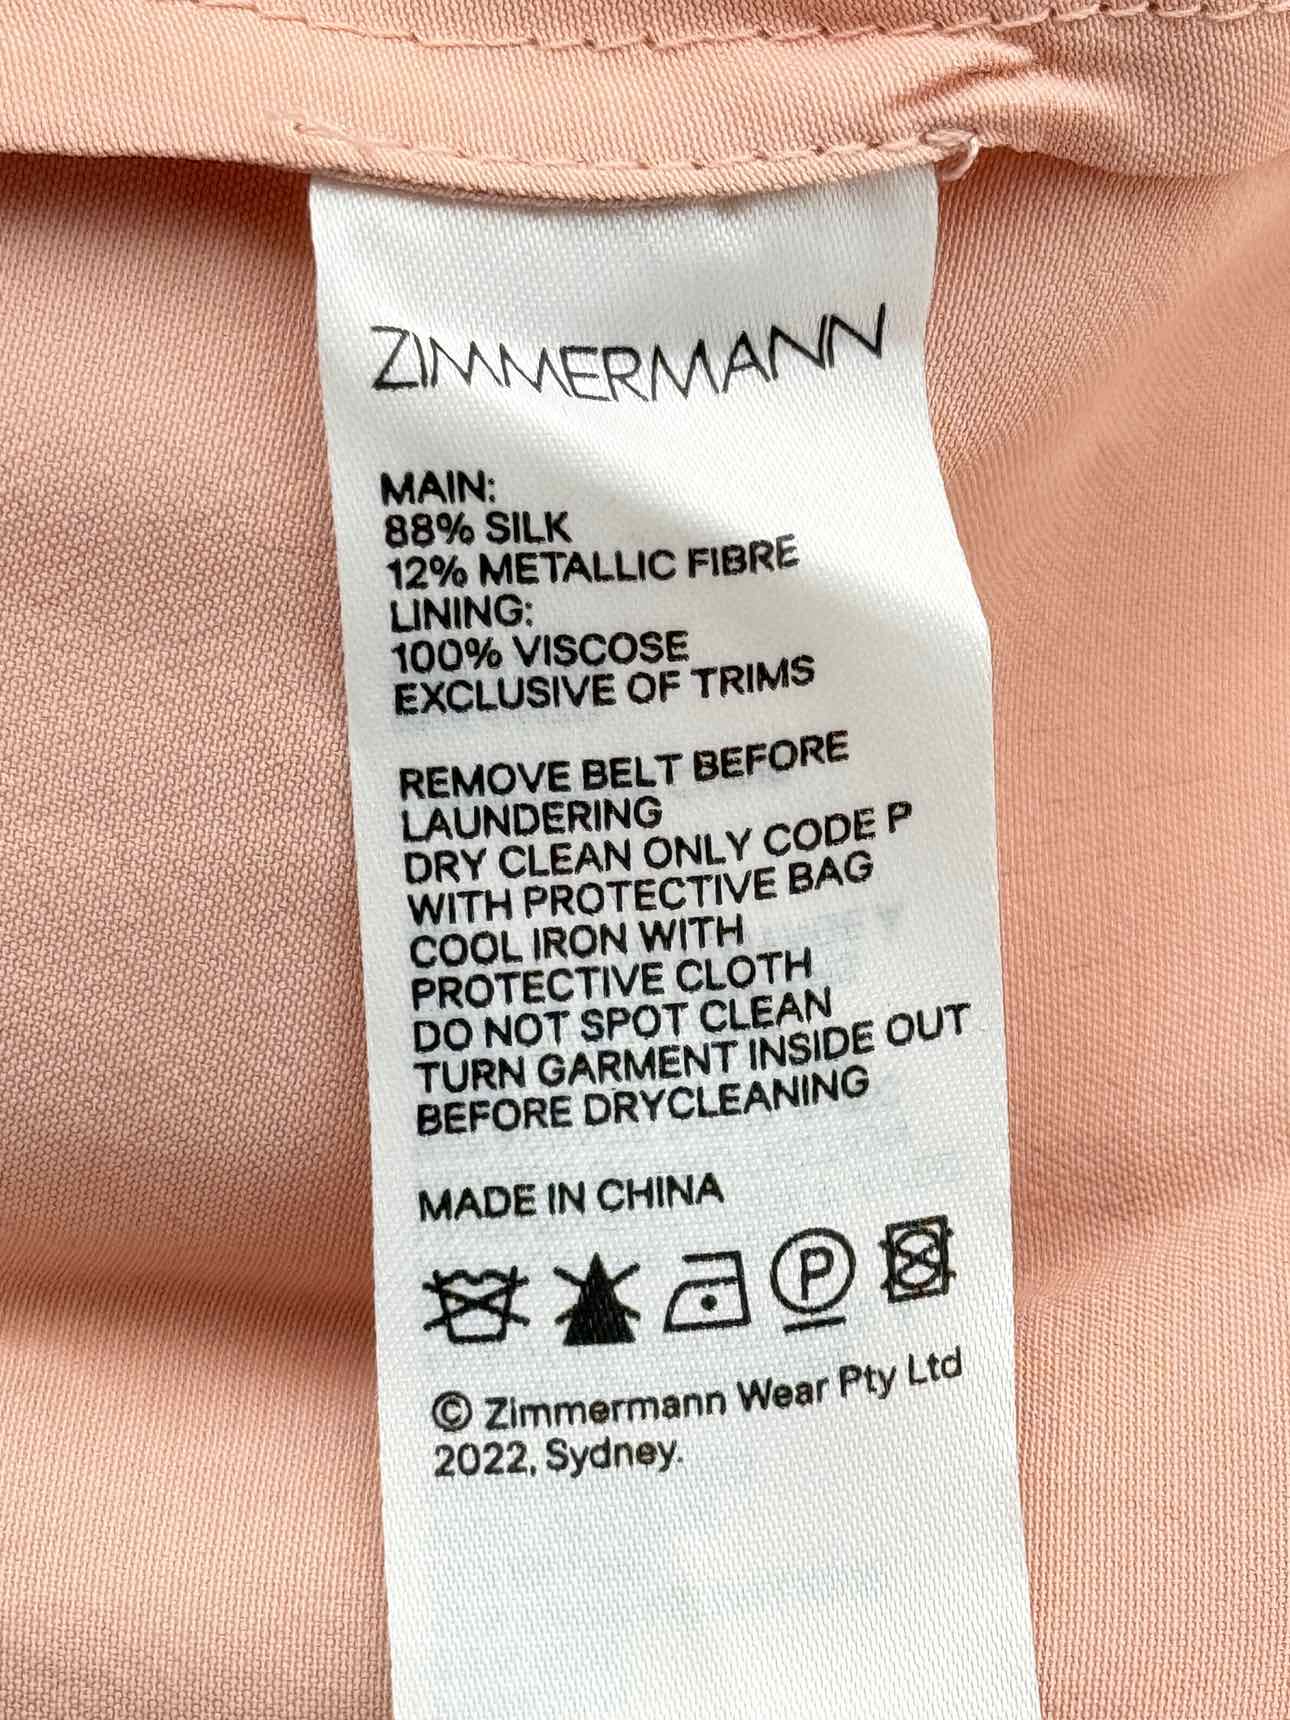 ZIMMERMANN
MAIN:
88% SILK
12% METALLIC FIBRE
LINING:
100% VISCOSE
EXCLUSIVE OF TRIMS
REMOVE BELT BEFORE
LAUNDERING
DRY CLEAN ONLY CODE P
WITH PROTECTIVE BAG
COOL IRON WITH
PROTECTIVE CLOTH
DO NOT SPOT CLEAN
TURN GARMENT INSIDE OUT
BEFORE DRYCLEANING
MADE IN CHINA
P
© Zimmermann Wear Pty Ltd
2022, Sydney.